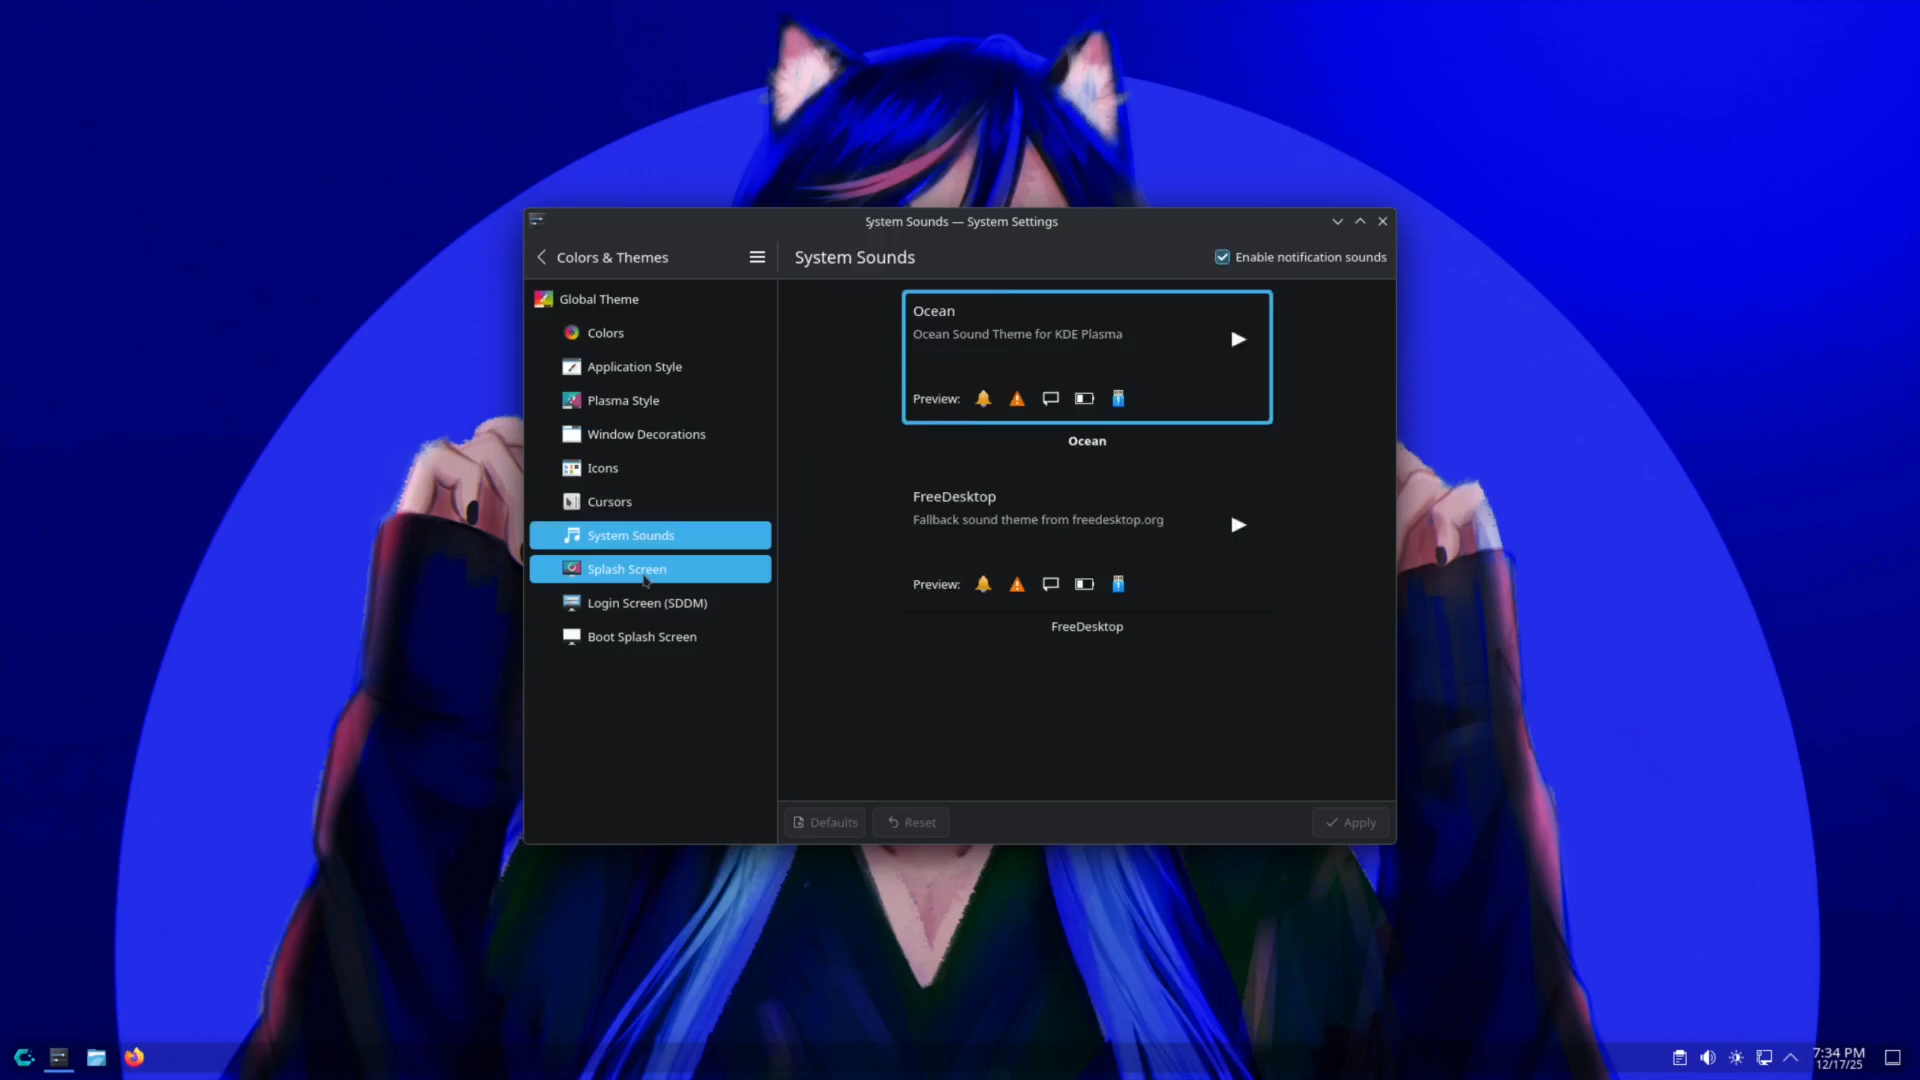 System Sounds — System Settings
Colors & Themes
System Sounds
Enable notification sounds
Global Theme
Colors
Application Style
Plasma Style
Window Decorations
Icons
Cursors
System Sounds
Splash Screen
Login Screen (SDDM)
Boot Splash Screen
Ocean
Ocean Sound Theme for KDE Plasma
Preview:
Ocean
FreeDesktop
Fallback sound theme from freedesktop.org
Preview:
FreeDesktop
Defaults
Reset
Apply
7:34 PM
12/17/25